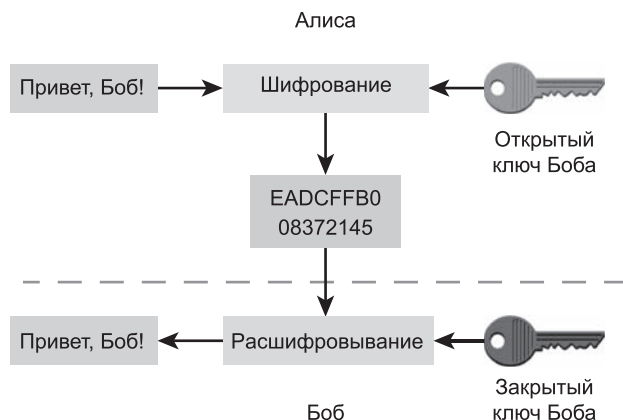 Алиса
Привет, Боб!
Шифрование
Открытый
ключ Боба
EADCFFB0
08372145
Привет, Боб!
Расшифровывание
Закрытый
ключ Боба
Боб